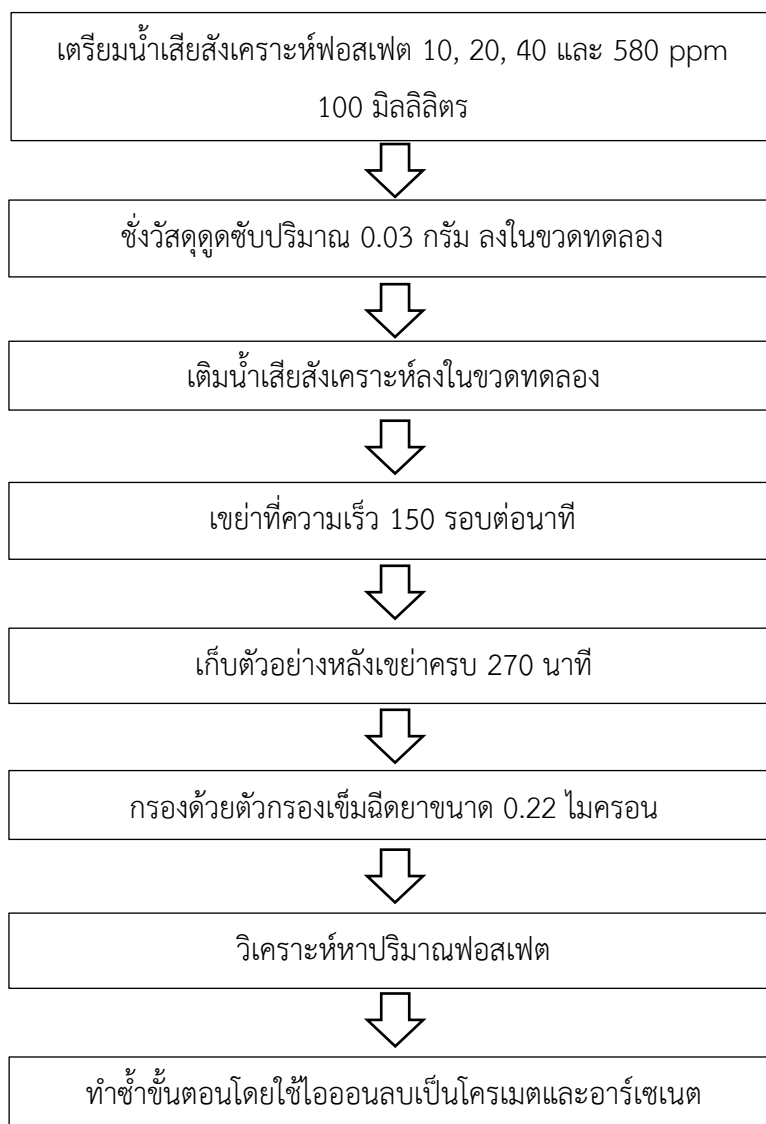 เตรียมน้ำเสียสังเคราะห์ฟอสเฟต 10, 20, 40 และ 580 ppm
100 มิลลิลิตร
ชั่งวัสดุดูดซับปริมาณ 0.03 กรัม ลงในขวดทดลอง
เติมน้ำเสียสังเคราะห์ลงในขวดทดลอง
เขย่าที่ความเร็ว 150 รอบต่อนาที
เก็บตัวอย่างหลังเขย่าครบ 270 นาที
กรองด้วยตัวกรองเข็มฉีดยาขนาด 0.22 ไมครอน
วิเคราะห์หาปริมาณฟอสเฟต
ทำซ้ำขั้นตอนโดยใช้ไอออนลบเป็นโครเมตและอาร์เซเนต